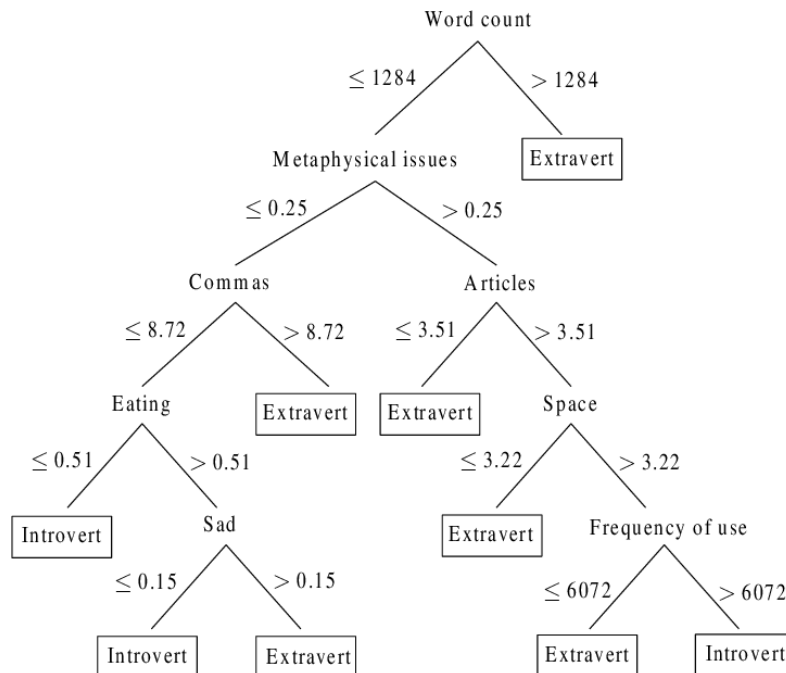 Word count
≤ 1284
> 1284
Metaphysical issues
Extravert
≤ 0.25
> 0.25
Commas
Articles
≤ 8.72
> 8.72
≤ 3.51
> 3.51
Eating
Extravert
Extravert
Space
≤ 0.51
> 0.51
≤ 3.22
> 3.22
Introvert
Sad
Extravert
Frequency of use
≤ 0.15
> 0.15
≤ 6072
> 6072
Introvert
Extravert
Extravert
Introvert